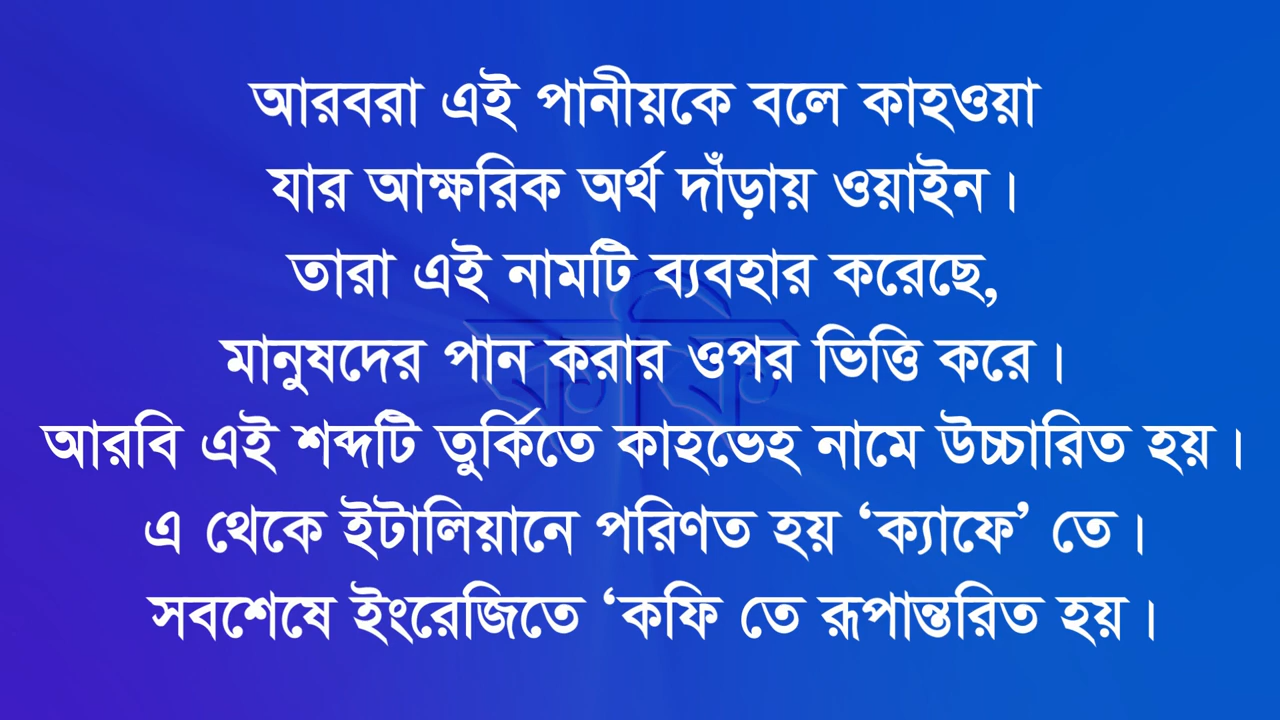 আরবরা এই পানীয়কে বলে কাহওয়া
যার আক্ষরিক অর্থ দাঁড়ায় ওয়াইন।
তারা এই নামটি ব্যবহার করেছে,
মানুষদের পান করার ওপর ভিত্তি করে।
আরবি এই শব্দটি তুর্কিতে কাহভেহ নামে উচ্চারিত হয়।
এ থেকে ইটালিয়ানে পরিণত হয় ‘ক্যাফে’ তে।
সবশেষে ইংরেজিতে ‘কফি তে রূপান্তরিত হয়।